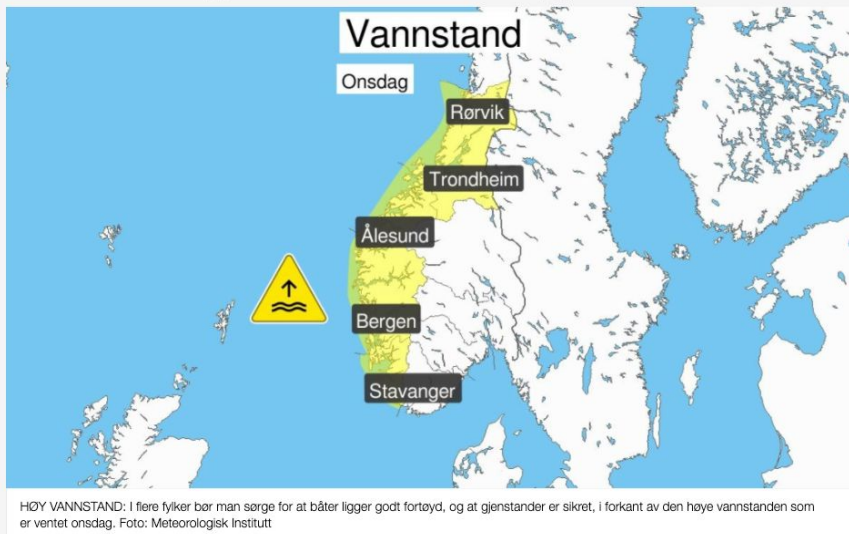 Vannstand
Onsdag
Rørvik
Trondheim
Ålesund
Bergen
Stavanger
HØY VANNSTAND: I flere fylker bør man sørge for at båter ligger godt fortøyd, og at gjenstander er sikret, i forkant av den høye vannstanden som
er ventet onsdag. Foto: Meteorologisk Institutt